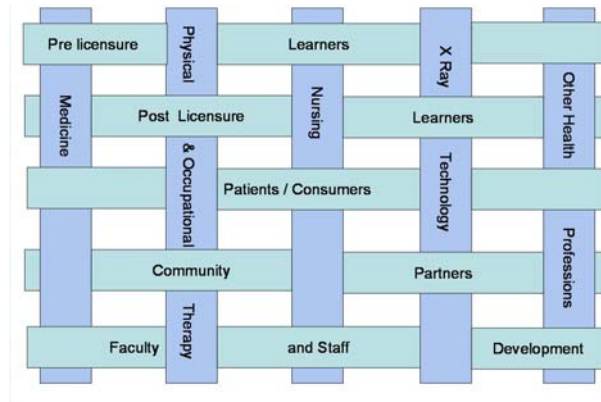 Pre licensure Learners
Post Licensure Learners
Patients / Consumers
Community Partners
Faculty and Staff Development
Medicine
Physical & Occupational Therapy
Nursing
X Ray Technology
Other Health Professions